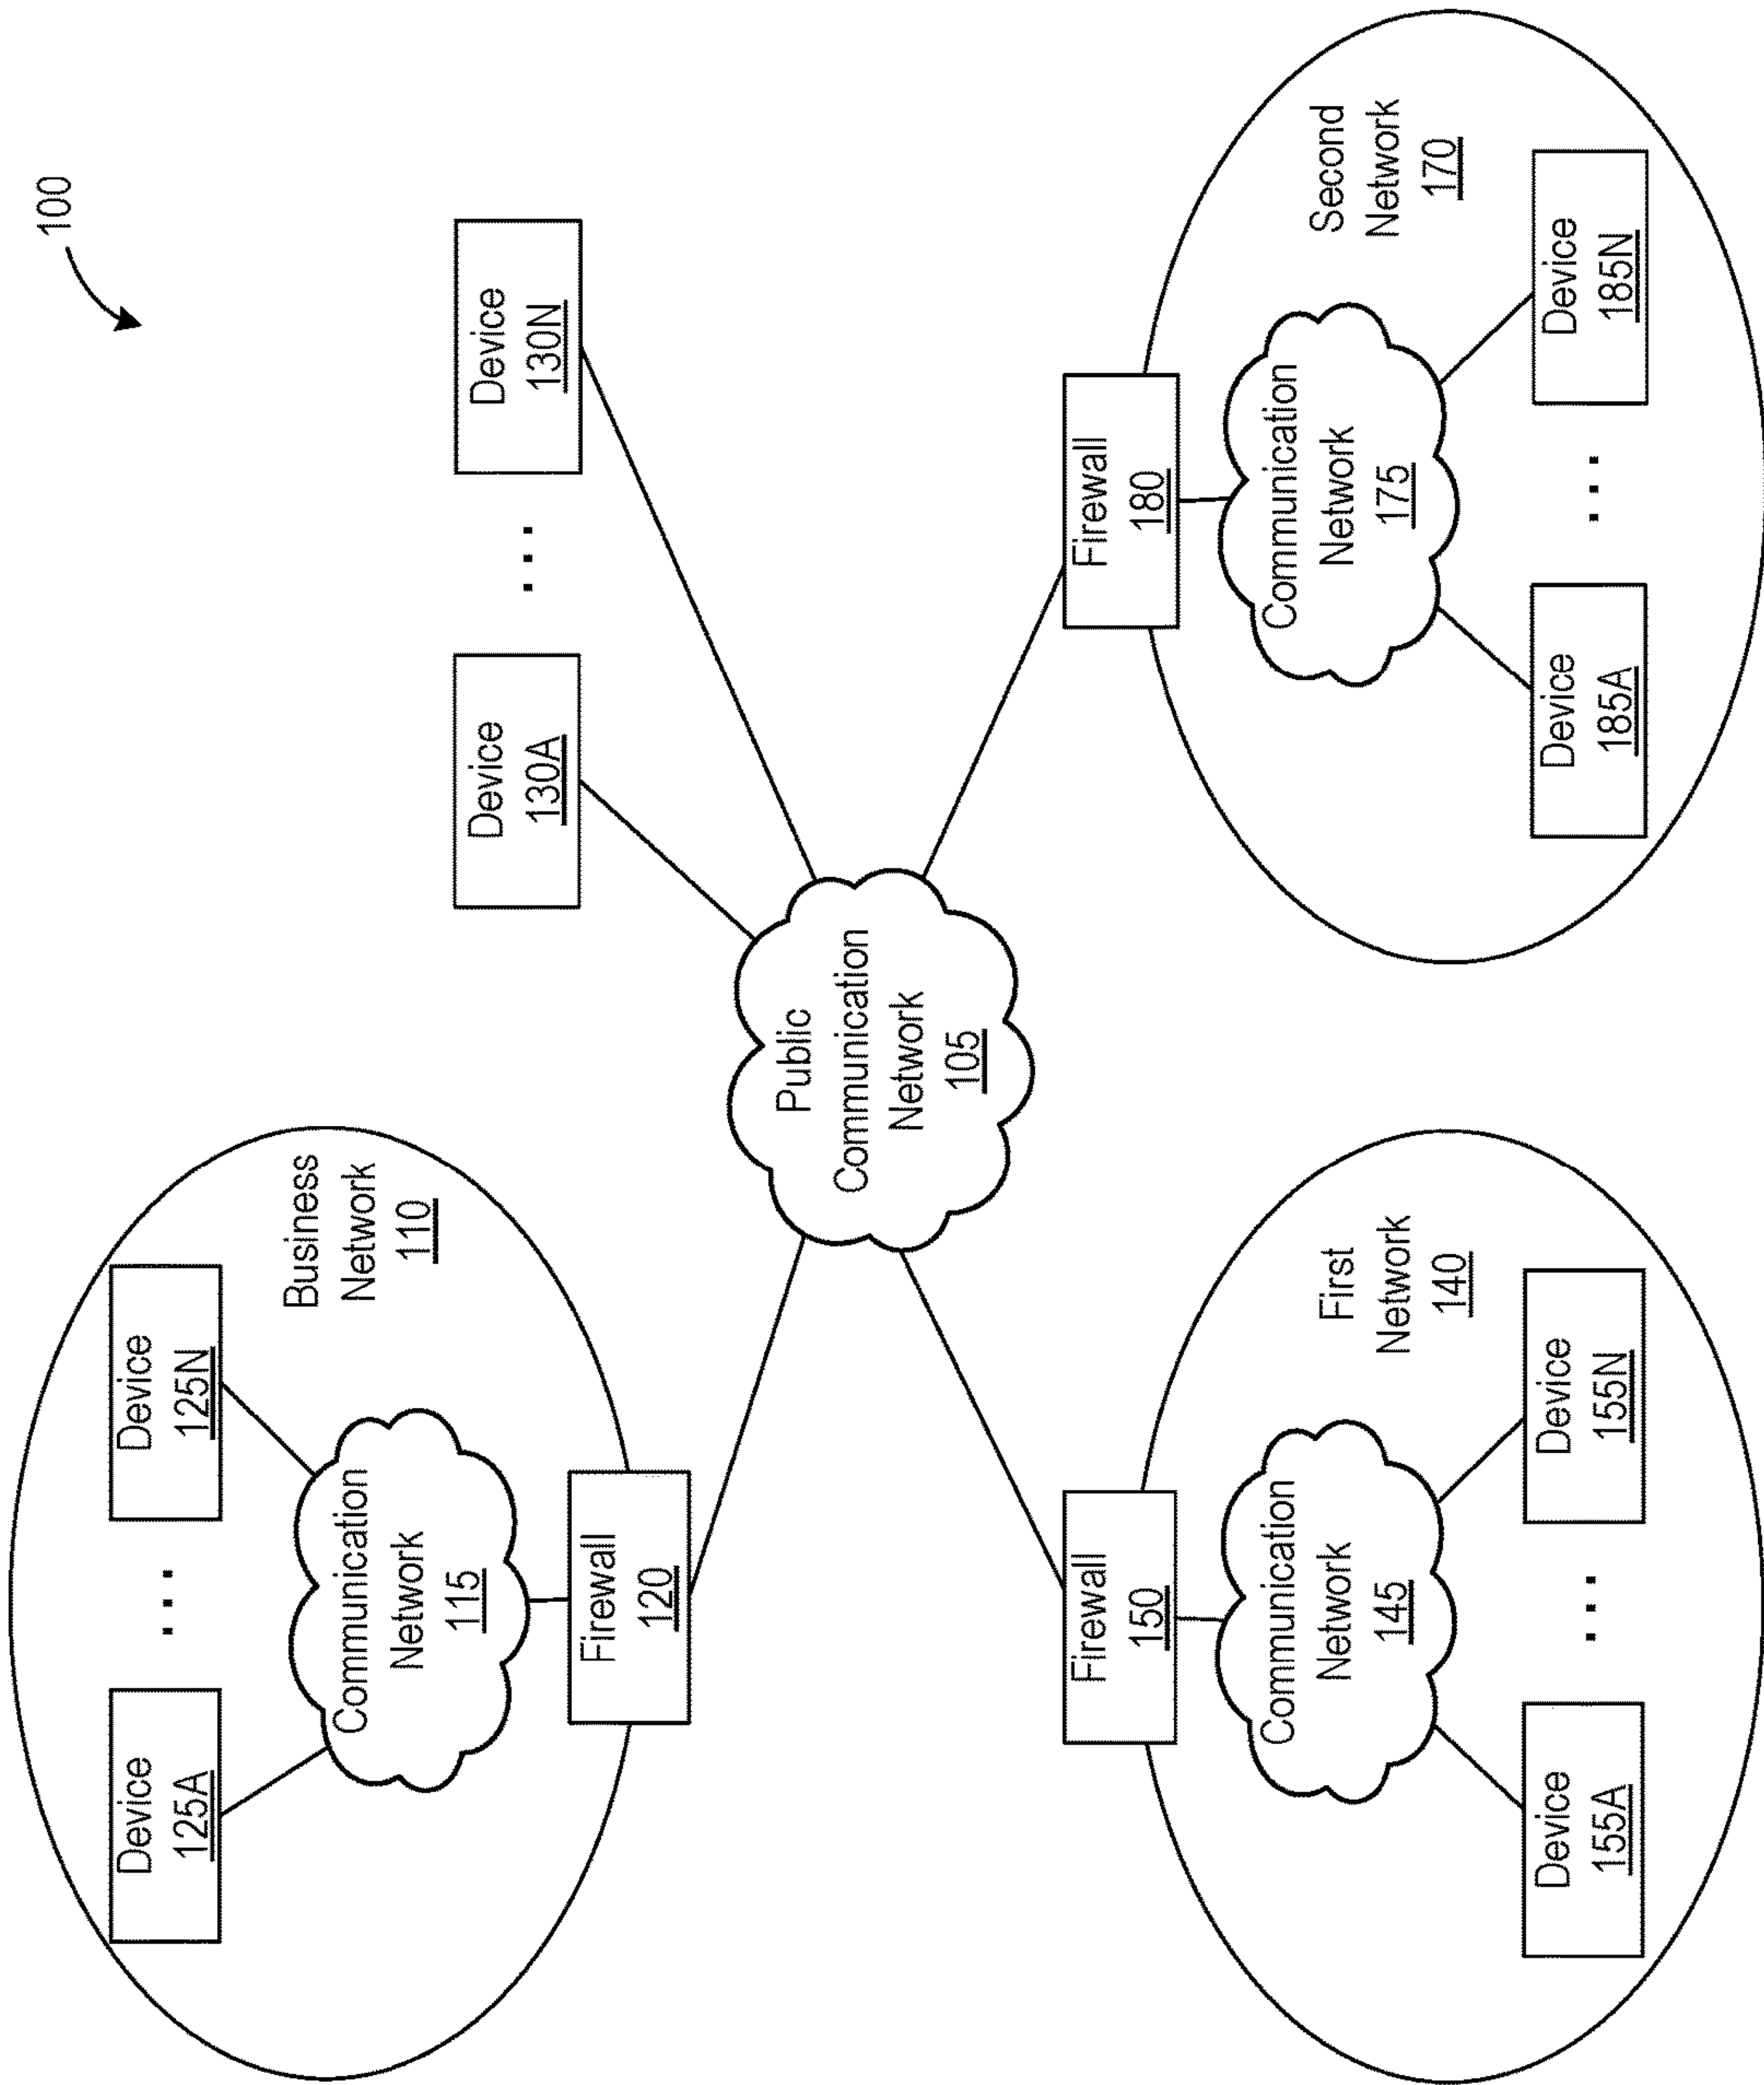 100
Device
125A
...
Device
125N
Communication
Network
115
Business
Network
110
Firewall
120
Device
130A
...
Device
130N
Public
Communication
Network
105
Firewall
150
Communication
Network
145
First
Network
140
Device
155A
...
Device
155N
Firewall
180
Communication
Network
175
Second
Network
170
Device
185A
...
Device
185N